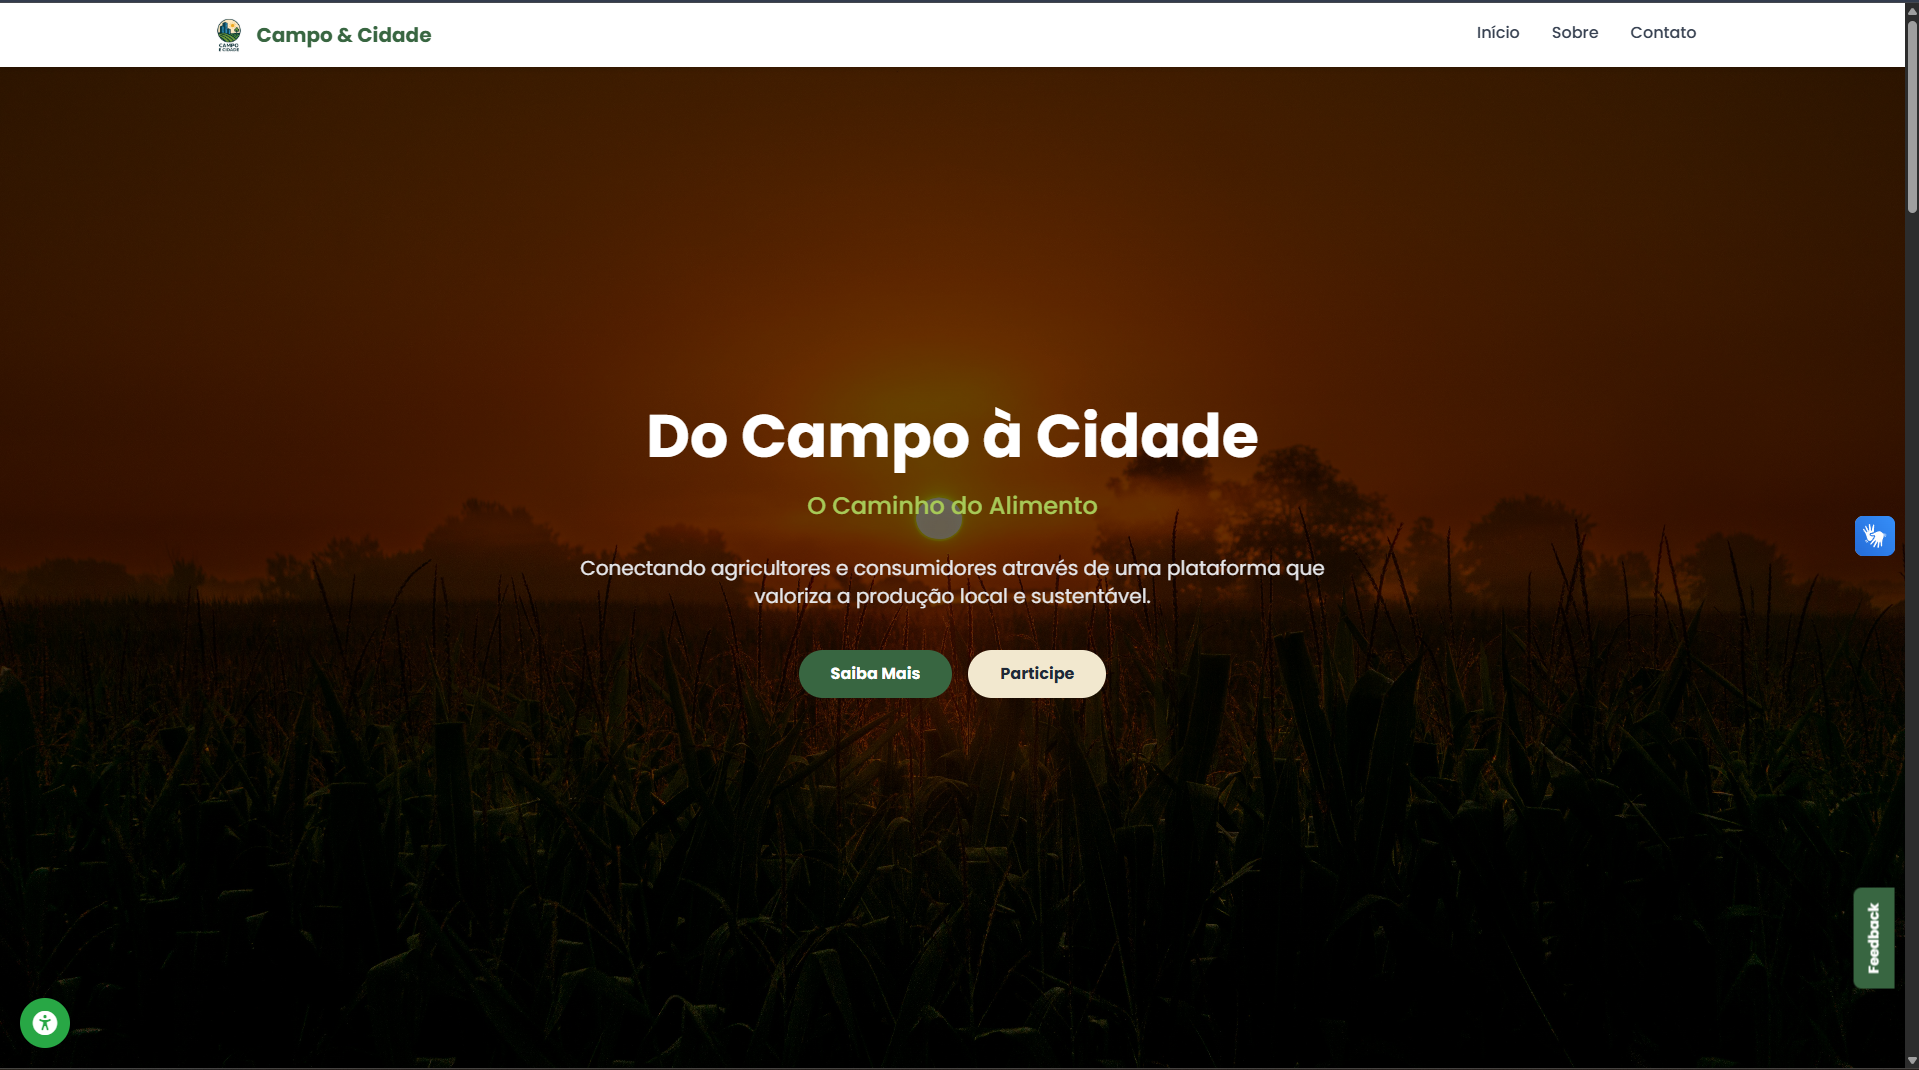 CAMPO
E CIDADE
Campo & Cidade
Início
Sobre
Contato
Do Campo à Cidade
O Caminho do Alimento
Conectando agricultores e consumidores através de uma plataforma que
valoriza a produção local e sustentável.
Saiba Mais
Participe
Feedback